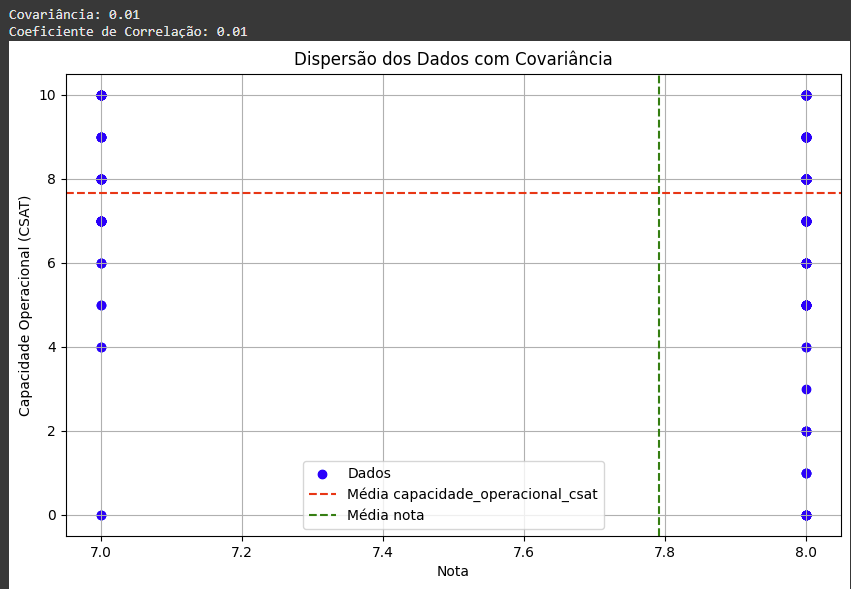 Covariância: 0.01
Coeficiente de Correlação: 0.01
Dispersão dos Dados com Covariância
10
8
6
4
2
0
Capacidade Operacional (CSAT)
Dados
Média capacidade_operacional_csat
Média nota
7.0 7.2 7.4 7.6 7.8 8.0
Nota